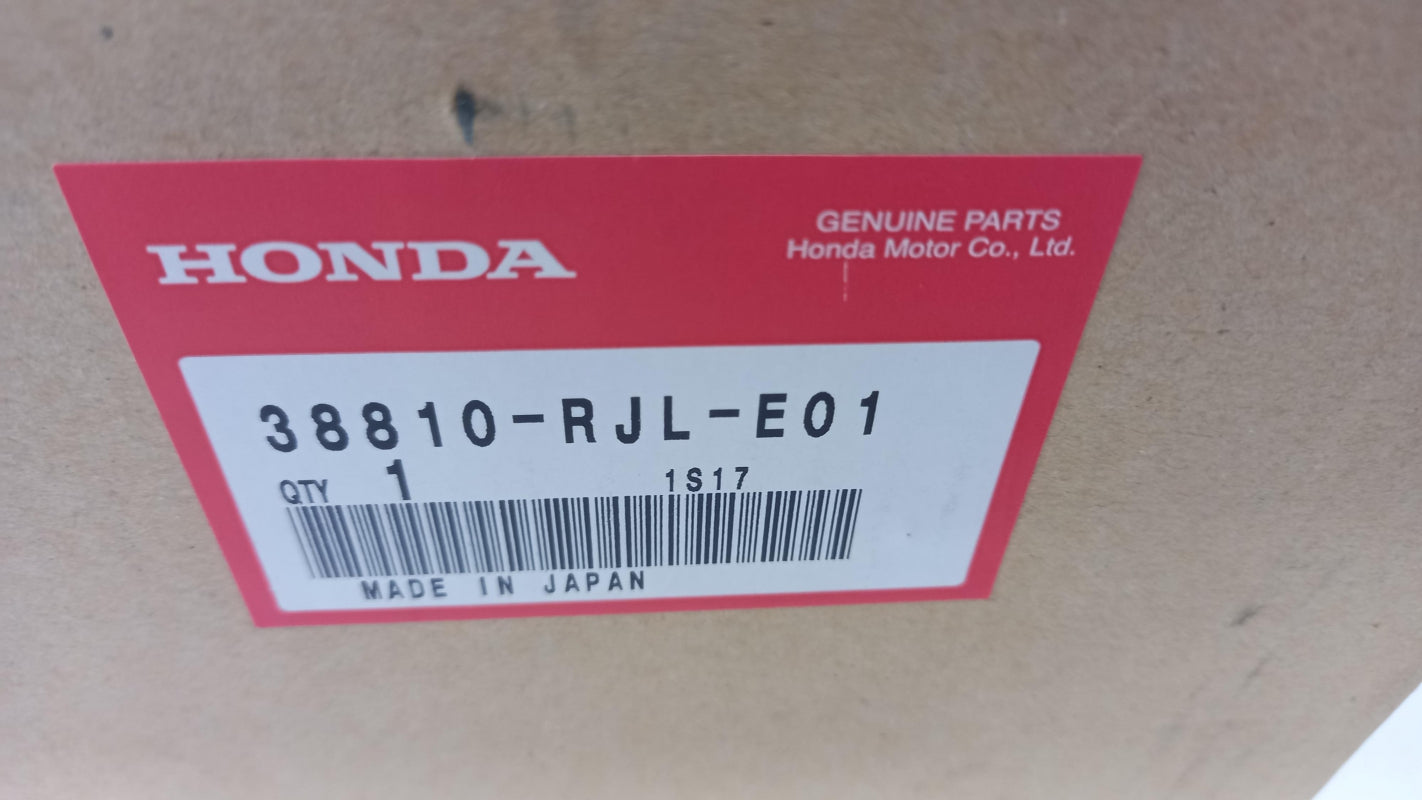 HONDA
GENUINE PARTS
Honda Motor Co., Ltd.
38810-RJL-E01
QTY 1 1S17
MADE IN JAPAN